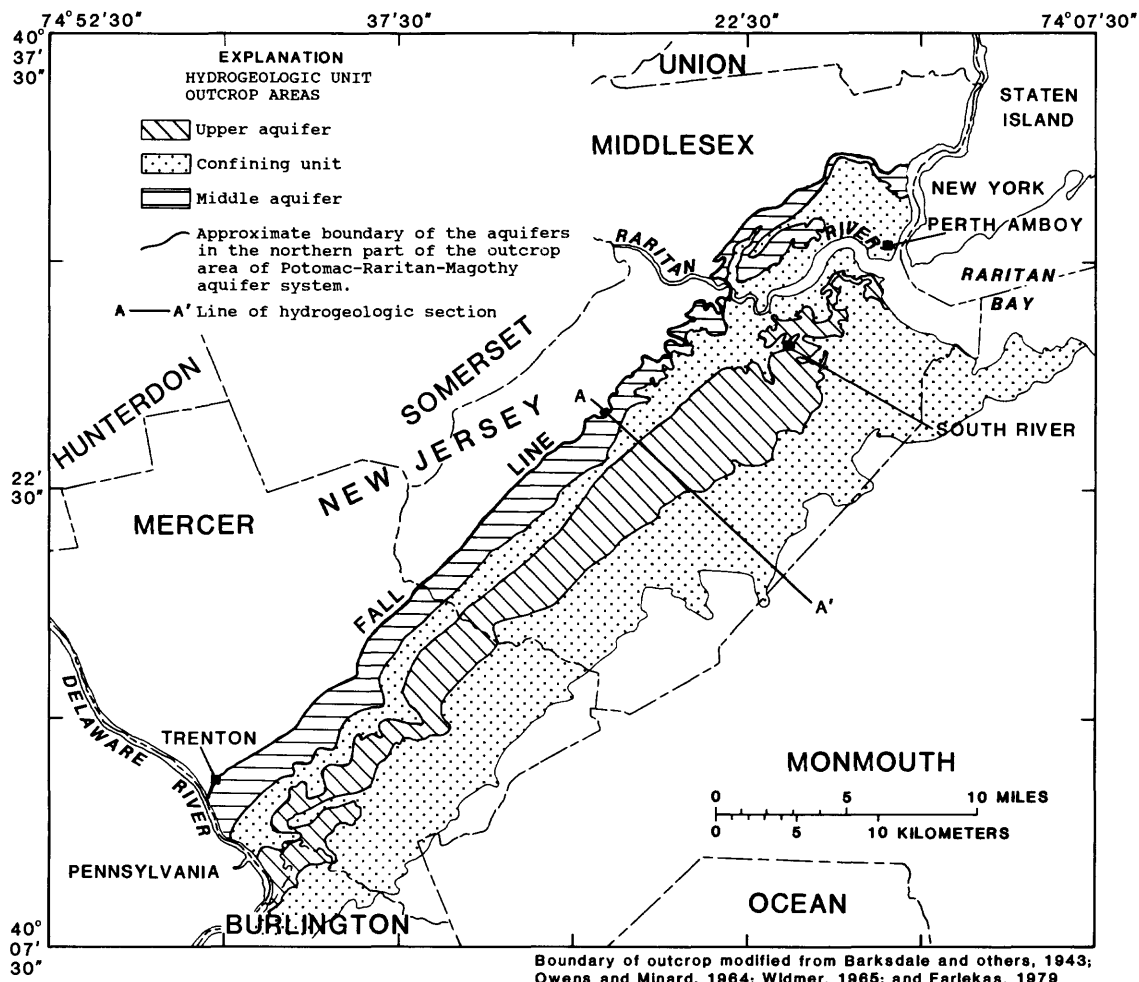 74°52'30"
37'30"
22'30"
74°07'30"
40°
37'
30"
EXPLANATION
HYDROGEOLOGIC UNIT
OUTCROP AREAS
Upper aquifer
Confining unit
Middle aquifer
Approximate boundary of the aquifers
in the northern part of the outcrop
area of Potomac-Raritan-Magothy
aquifer system.
A A' Line of hydrogeologic section
UNION
STATEN
ISLAND
MIDDLESEX
NEW YORK
PERTH AMBOY
RARITAN
RIVER
RARITAN
BAY
HUNTERDON
SOMERSET
NEW JERSEY
A
SOUTH RIVER
22'
30"
MERCER
FALL LINE
A'
DELAWARE
RIVER
TRENTON
MONMOUTH
0 5 10 MILES
0 5 10 KILOMETERS
PENNSYLVANIA
OCEAN
BURLINGTON
40°
07'
30"
Boundary of outcrop modified from Barksdale and others, 1943;
Owens and Minard, 1964; Widmer, 1965; and Farlekas, 1979